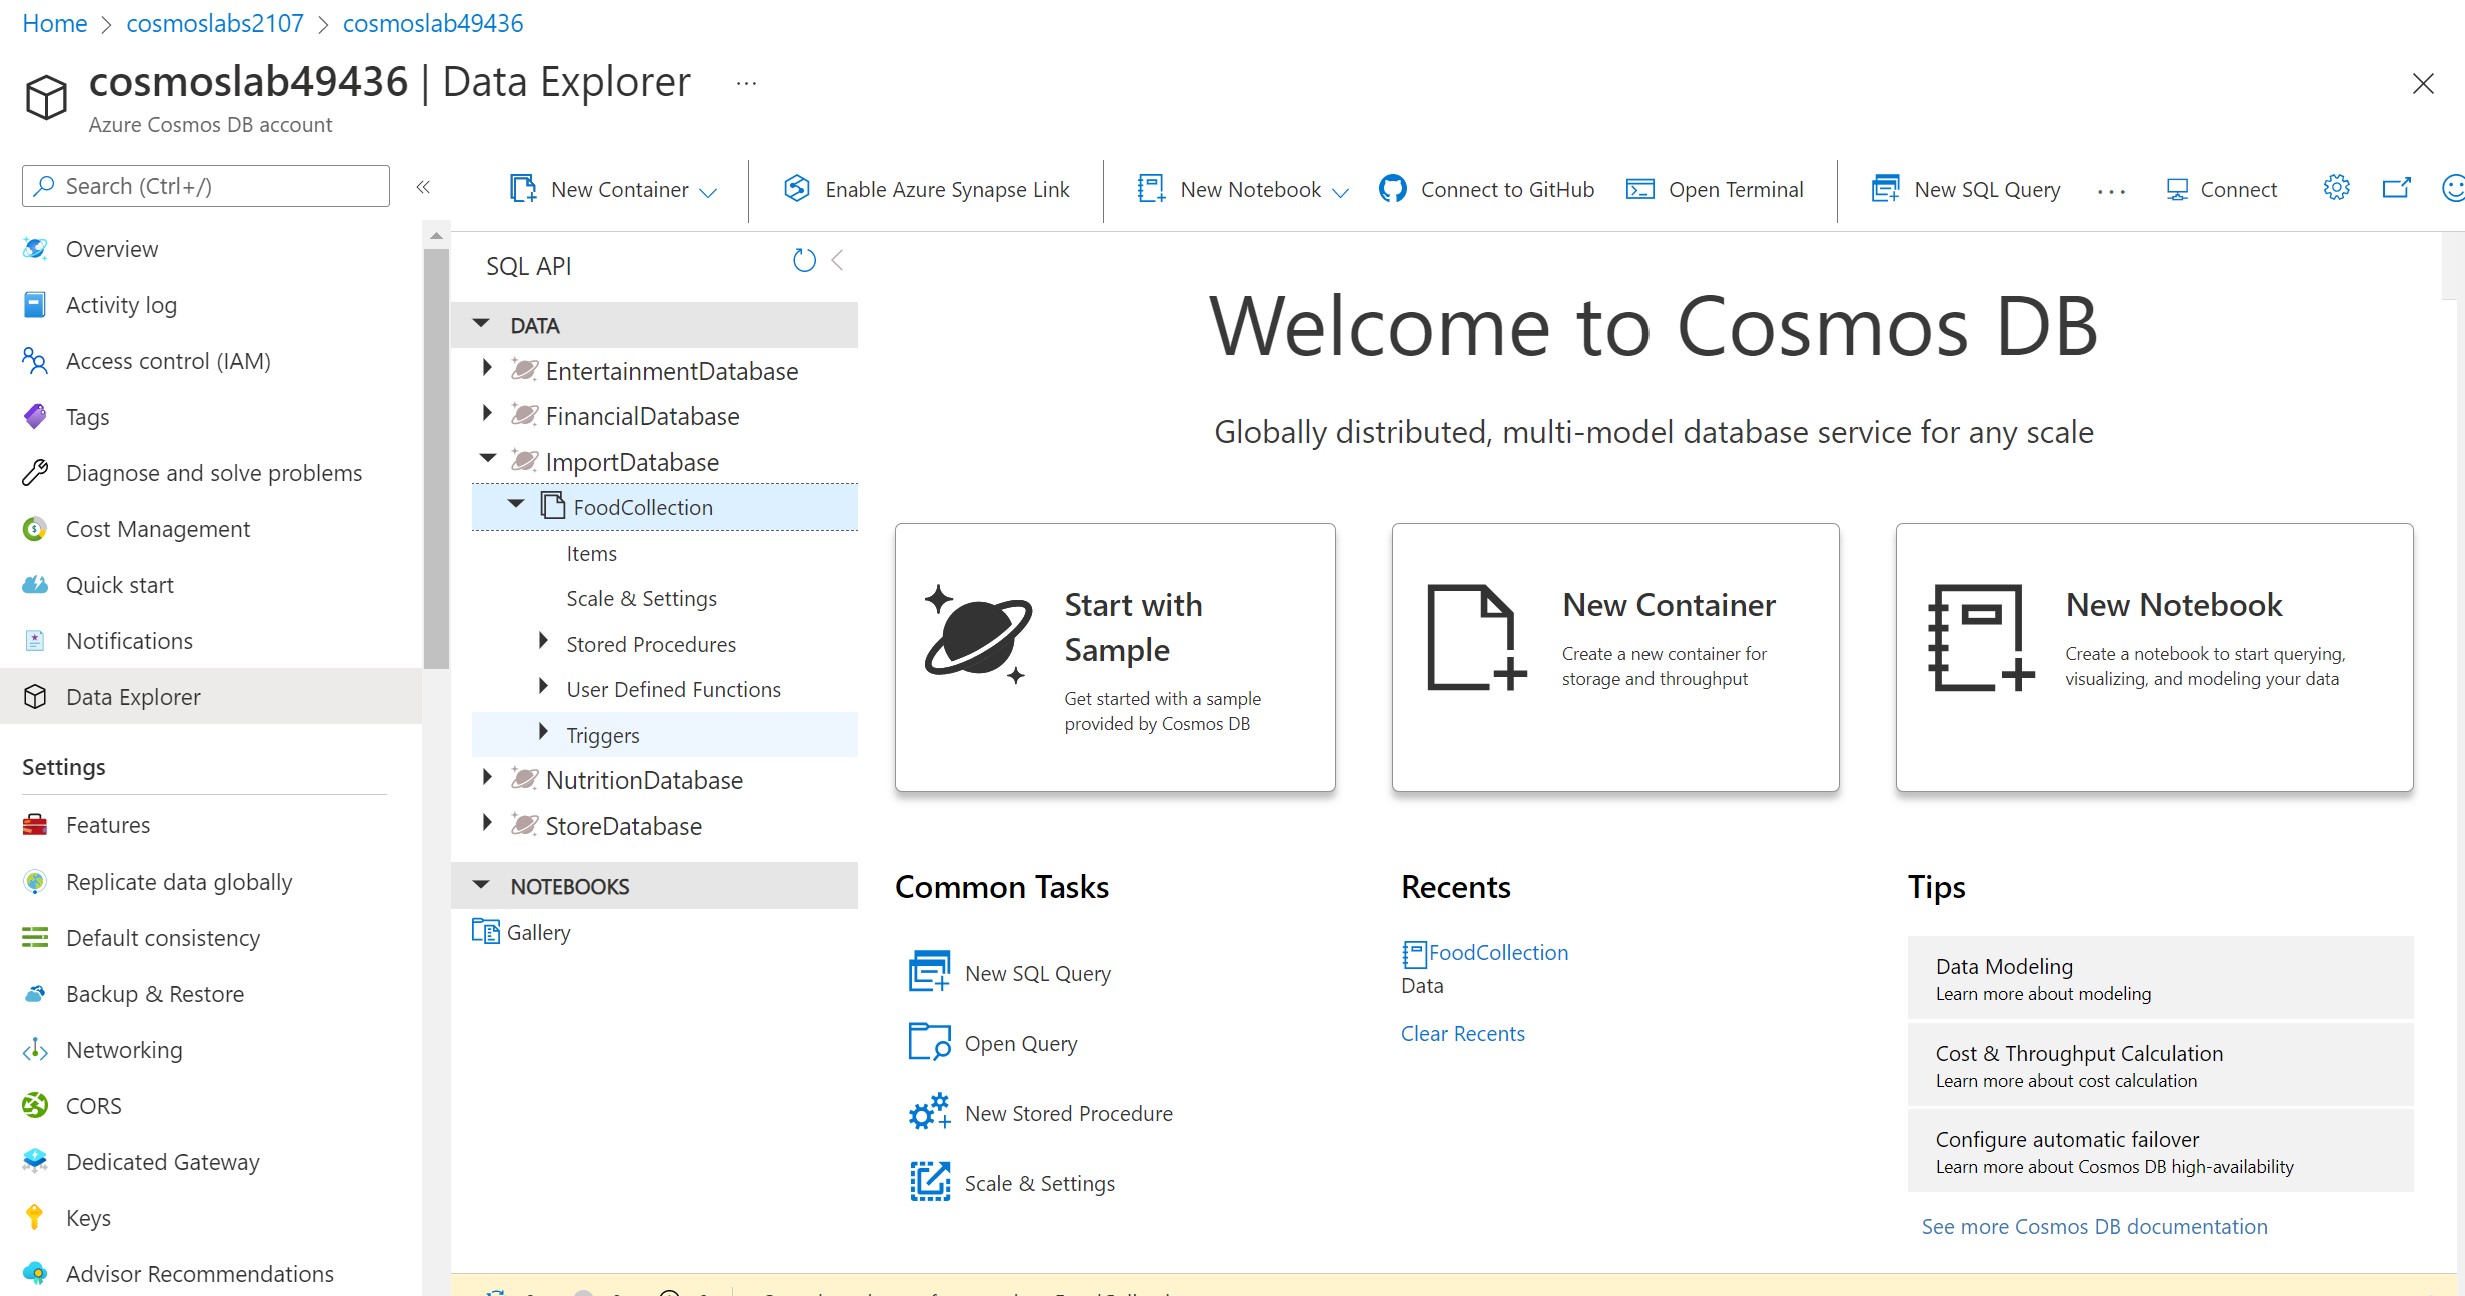 Home > cosmoslabs2107 > cosmoslab49436
cosmoslab49436 | Data Explorer ...
Azure Cosmos DB account
Search (Ctrl+/)
«
New Container
Enable Azure Synapse Link
New Notebook
Connect to GitHub
Open Terminal
New SQL Query
...
Connect
Overview
Activity log
Access control (IAM)
Tags
Diagnose and solve problems
Cost Management
Quick start
Notifications
Data Explorer
Settings
Features
Replicate data globally
Default consistency
Backup & Restore
Networking
CORS
Dedicated Gateway
Keys
Advisor Recommendations
SQL API
DATA
EntertainmentDatabase
FinancialDatabase
ImportDatabase
FoodCollection
Items
Scale & Settings
Stored Procedures
User Defined Functions
Triggers
NutritionDatabase
StoreDatabase
NOTEBOOKS
Gallery
Welcome to Cosmos DB
Globally distributed, multi-model database service for any scale
Start with
Sample
Get started with a sample
provided by Cosmos DB
New Container
Create a new container for
storage and throughput
New Notebook
Create a notebook to start querying,
visualizing, and modeling your data
Common Tasks
New SQL Query
Open Query
New Stored Procedure
Scale & Settings
Recents
FoodCollection
Data
Clear Recents
Tips
Data Modeling
Learn more about modeling
Cost & Throughput Calculation
Learn more about cost calculation
Configure automatic failover
Learn more about Cosmos DB high-availability
See more Cosmos DB documentation